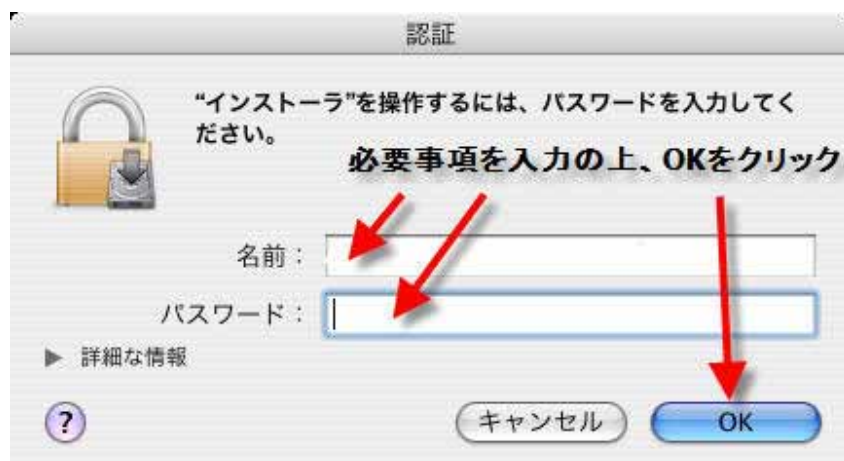 認証
“インストーラ”を操作するには、パスワードを入力してく
ださい。
必要事項を入力の上、OKをクリック
名前：
パスワード：
▶ 詳細な情報
?
キャンセル
OK